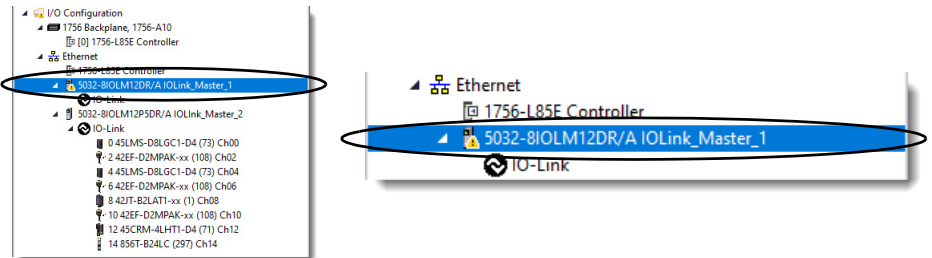 I/O Configuration
1756 Backplane, 1756-A10
[0] 1756-L85E Controller
Ethernet
1756-L85E Controller
5032-8IOLM12DR/A IOLink_Master_1
IO-Link
5032-8IOLM12P5DR/A IOLink_Master_2
IO-Link
0 45LMS-D8LGC1-D4 (73) Ch00
2 42EF-D2MPAK-xx (108) Ch02
4 45LMS-D8LGC1-D4 (73) Ch04
6 42EF-D2MPAK-xx (108) Ch06
8 42JT-B2LAT1-xx (1) Ch08
10 42EF-D2MPAK-xx (108) Ch10
12 45CRM-4LHT1-D4 (71) Ch12
14 856T-B24LC (297) Ch14
Ethernet
1756-L85E Controller
5032-8IOLM12DR/A IOLink_Master_1
IO-Link